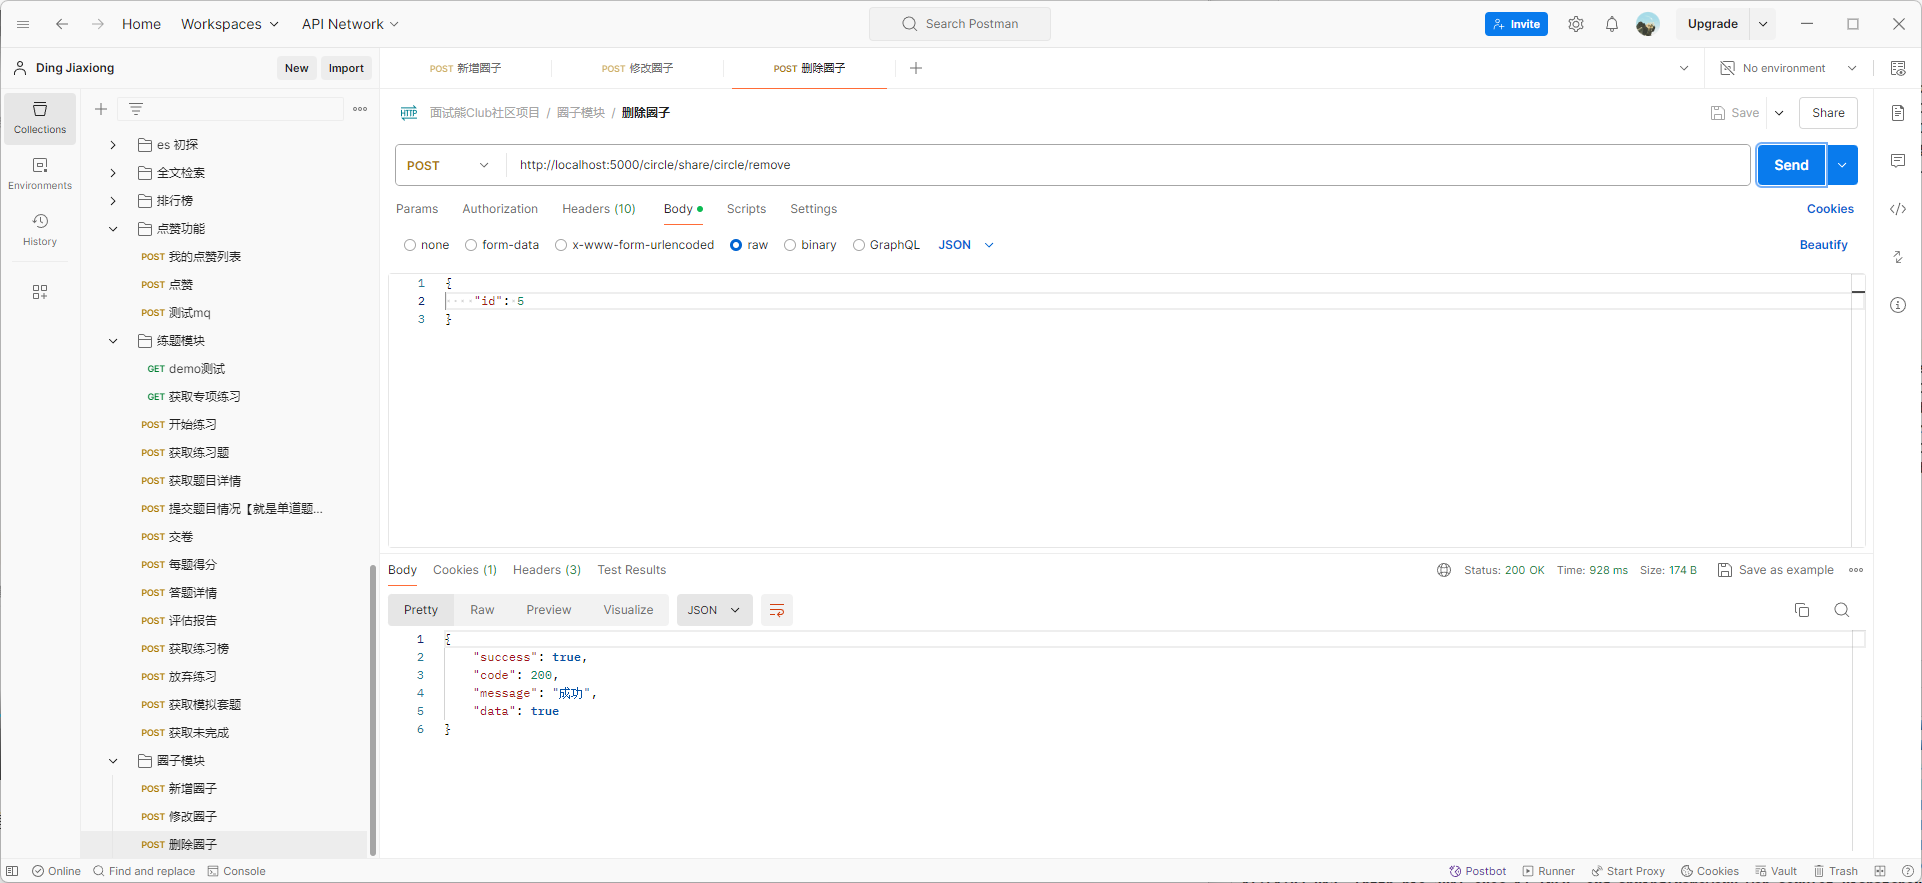 Home Workspaces API Network Search Postman Invite Upgrade
Ding Jiaxiong New Import POST 新增圈子 POST 修改圈子 POST 删除圈子 No environment
Collections
Environments
History
es 初探
全文检索
排行榜
点赞功能
POST 我的点赞列表
POST 点赞
POST 测试mq
练题模块
GET demo测试
GET 获取专项练习
POST 开始练习
POST 获取练习题
POST 获取题目详情
POST 提交题目情况【就是单道题...
POST 交卷
POST 每题得分
POST 答题详情
POST 评估报告
POST 获取练习榜
POST 放弃练习
POST 获取模拟套题
POST 获取未完成
圈子模块
POST 新增圈子
POST 修改圈子
POST 删除圈子
HTTP 面试熊Club社区项目 / 圈子模块 / 删除圈子 Save Share
POST http://localhost:5000/circle/share/circle/remove Send
Params Authorization Headers (10) Body Scripts Settings Cookies
none form-data x-www-form-urlencoded raw binary GraphQL JSON Beautify
1 {
2 "id": 5
3 }
Body Cookies (1) Headers (3) Test Results Status: 200 OK Time: 928 ms Size: 174 B Save as example
Pretty Raw Preview Visualize JSON
1 {
2 "success": true,
3 "code": 200,
4 "message": "成功",
5 "data": true
6 }
Online Find and replace Console Postbot Runner Start Proxy Cookies Vault Trash